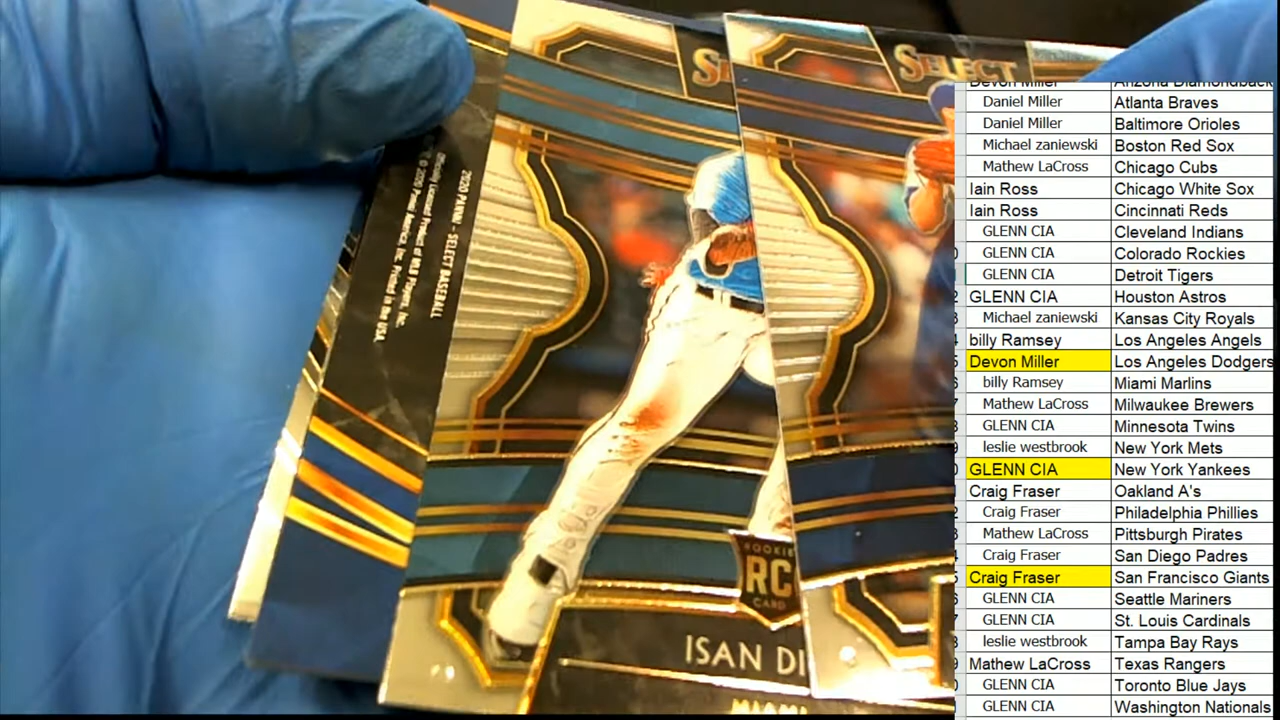 SELECT
2020 PANINI - SELECT BASEBALL
Officially Licensed Product of MLB Players, Inc.
© 2020 Panini America, Inc. Printed in the USA
ROOKIE
RC
CARD
ISAN DI
MIAMI
Devon Miller Arizona Diamondback
Daniel Miller Atlanta Braves
Daniel Miller Baltimore Orioles
Michael zaniewski Boston Red Sox
Mathew LaCross Chicago Cubs
Iain Ross Chicago White Sox
Iain Ross Cincinnati Reds
GLENN CIA Cleveland Indians
GLENN CIA Colorado Rockies
GLENN CIA Detroit Tigers
GLENN CIA Houston Astros
Michael zaniewski Kansas City Royals
billy Ramsey Los Angeles Angels
Devon Miller Los Angeles Dodgers
billy Ramsey Miami Marlins
Mathew LaCross Milwaukee Brewers
GLENN CIA Minnesota Twins
leslie westbrook New York Mets
GLENN CIA New York Yankees
Craig Fraser Oakland A's
Craig Fraser Philadelphia Phillies
Mathew LaCross Pittsburgh Pirates
Craig Fraser San Diego Padres
Craig Fraser San Francisco Giants
GLENN CIA Seattle Mariners
GLENN CIA St. Louis Cardinals
leslie westbrook Tampa Bay Rays
Mathew LaCross Texas Rangers
GLENN CIA Toronto Blue Jays
GLENN CIA Washington Nationals